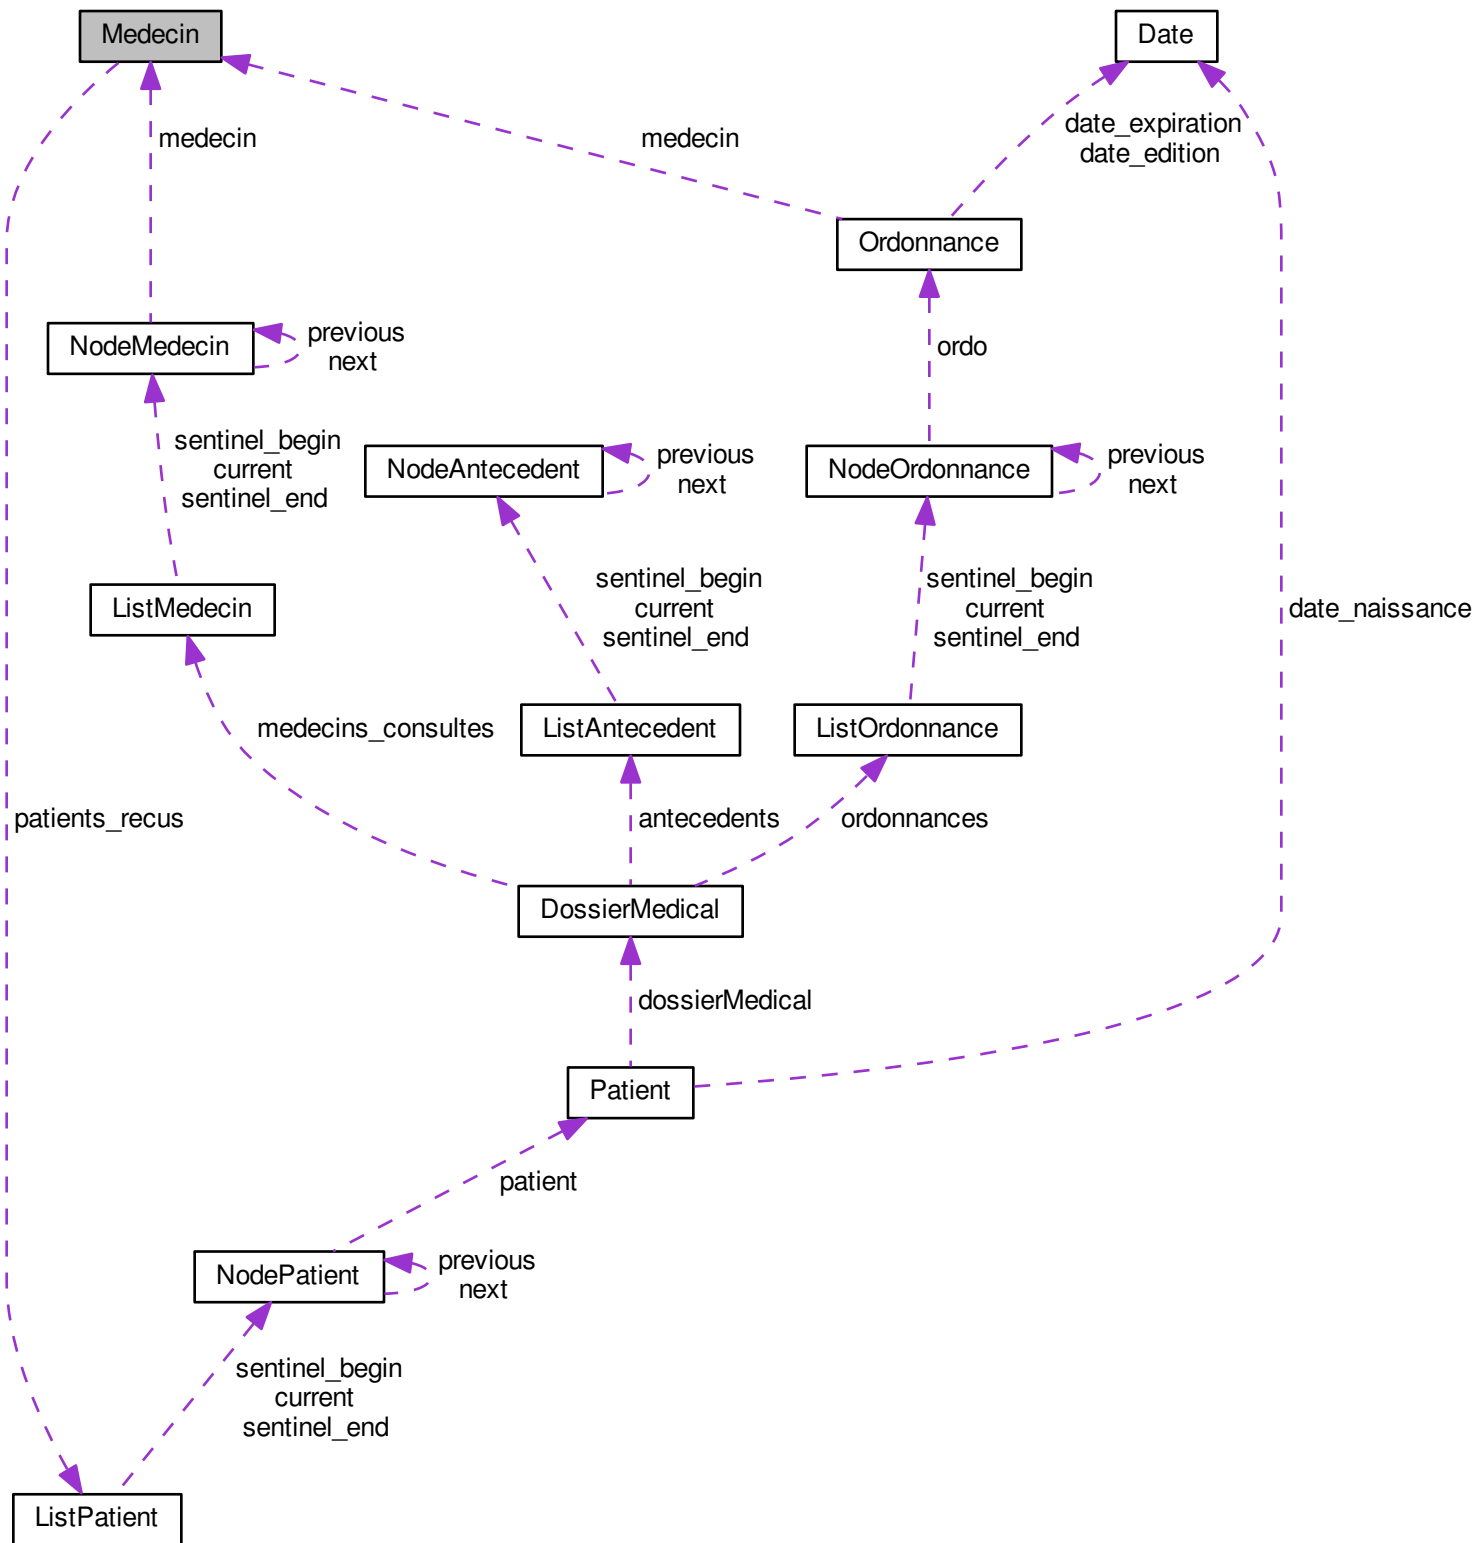 Medecin
Date
medecin
medecin
date_expiration
date_edition
Ordonnance
NodeMedecin
previous
next
ordo
sentinel_begin
current
sentinel_end
NodeAntecedent
previous
next
NodeOrdonnance
previous
next
ListMedecin
sentinel_begin
current
sentinel_end
sentinel_begin
current
sentinel_end
date_naissance
medecins_consultes
ListAntecedent
ListOrdonnance
patients_recus
antecedents
ordonnances
DossierMedical
dossierMedical
Patient
patient
NodePatient
previous
next
sentinel_begin
current
sentinel_end
ListPatient